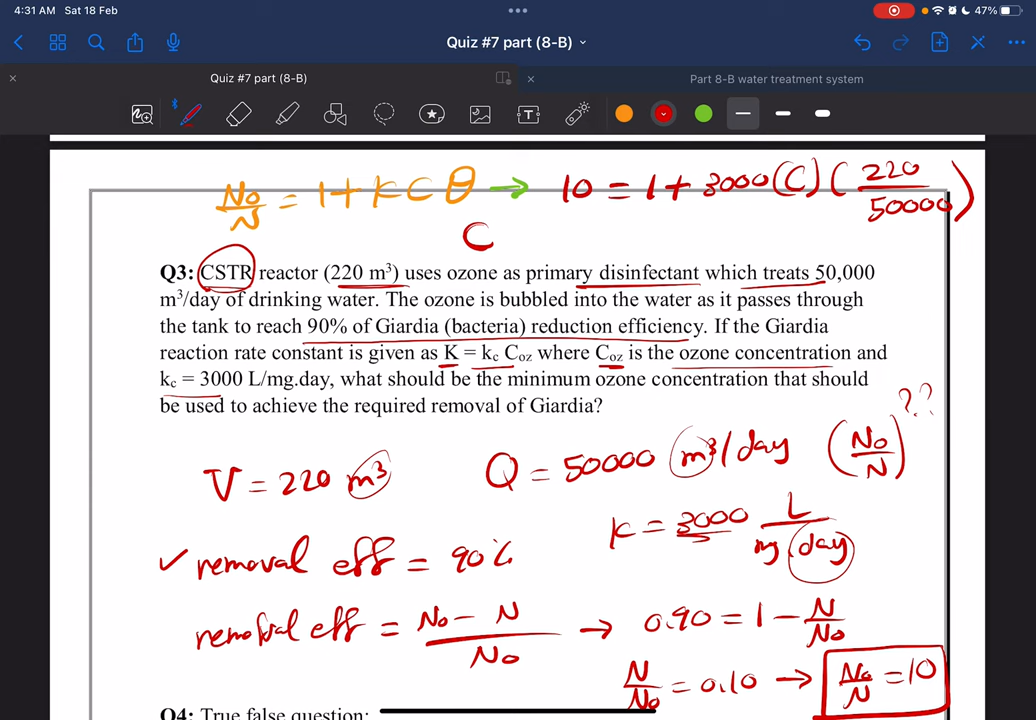 4:31 AM Sat 18 Feb
47%
Quiz #7 part (8-B)
Quiz #7 part (8-B)
Part 8-B water treatment system
No/N = 1 + K C θ → 10 = 1 + 3000 (C) (220/50000)
C
Q3: CSTR reactor (220 m³) uses ozone as primary disinfectant which treats 50,000
m³/day of drinking water. The ozone is bubbled into the water as it passes through
the tank to reach 90% of Giardia (bacteria) reduction efficiency. If the Giardia
reaction rate constant is given as K = kc Coz where Coz is the ozone concentration and
kc = 3000 L/mg.day, what should be the minimum ozone concentration that should
be used to achieve the required removal of Giardia?
??
V = 220 m³ Q = 50000 m³/day (No/N)
K = 3000 L/mg.day
✓ removal eff = 90%
removal eff = No - N/No → 0.90 = 1 - N/No
N/No = 0.10 → No/N = 10
Q4: True false question: